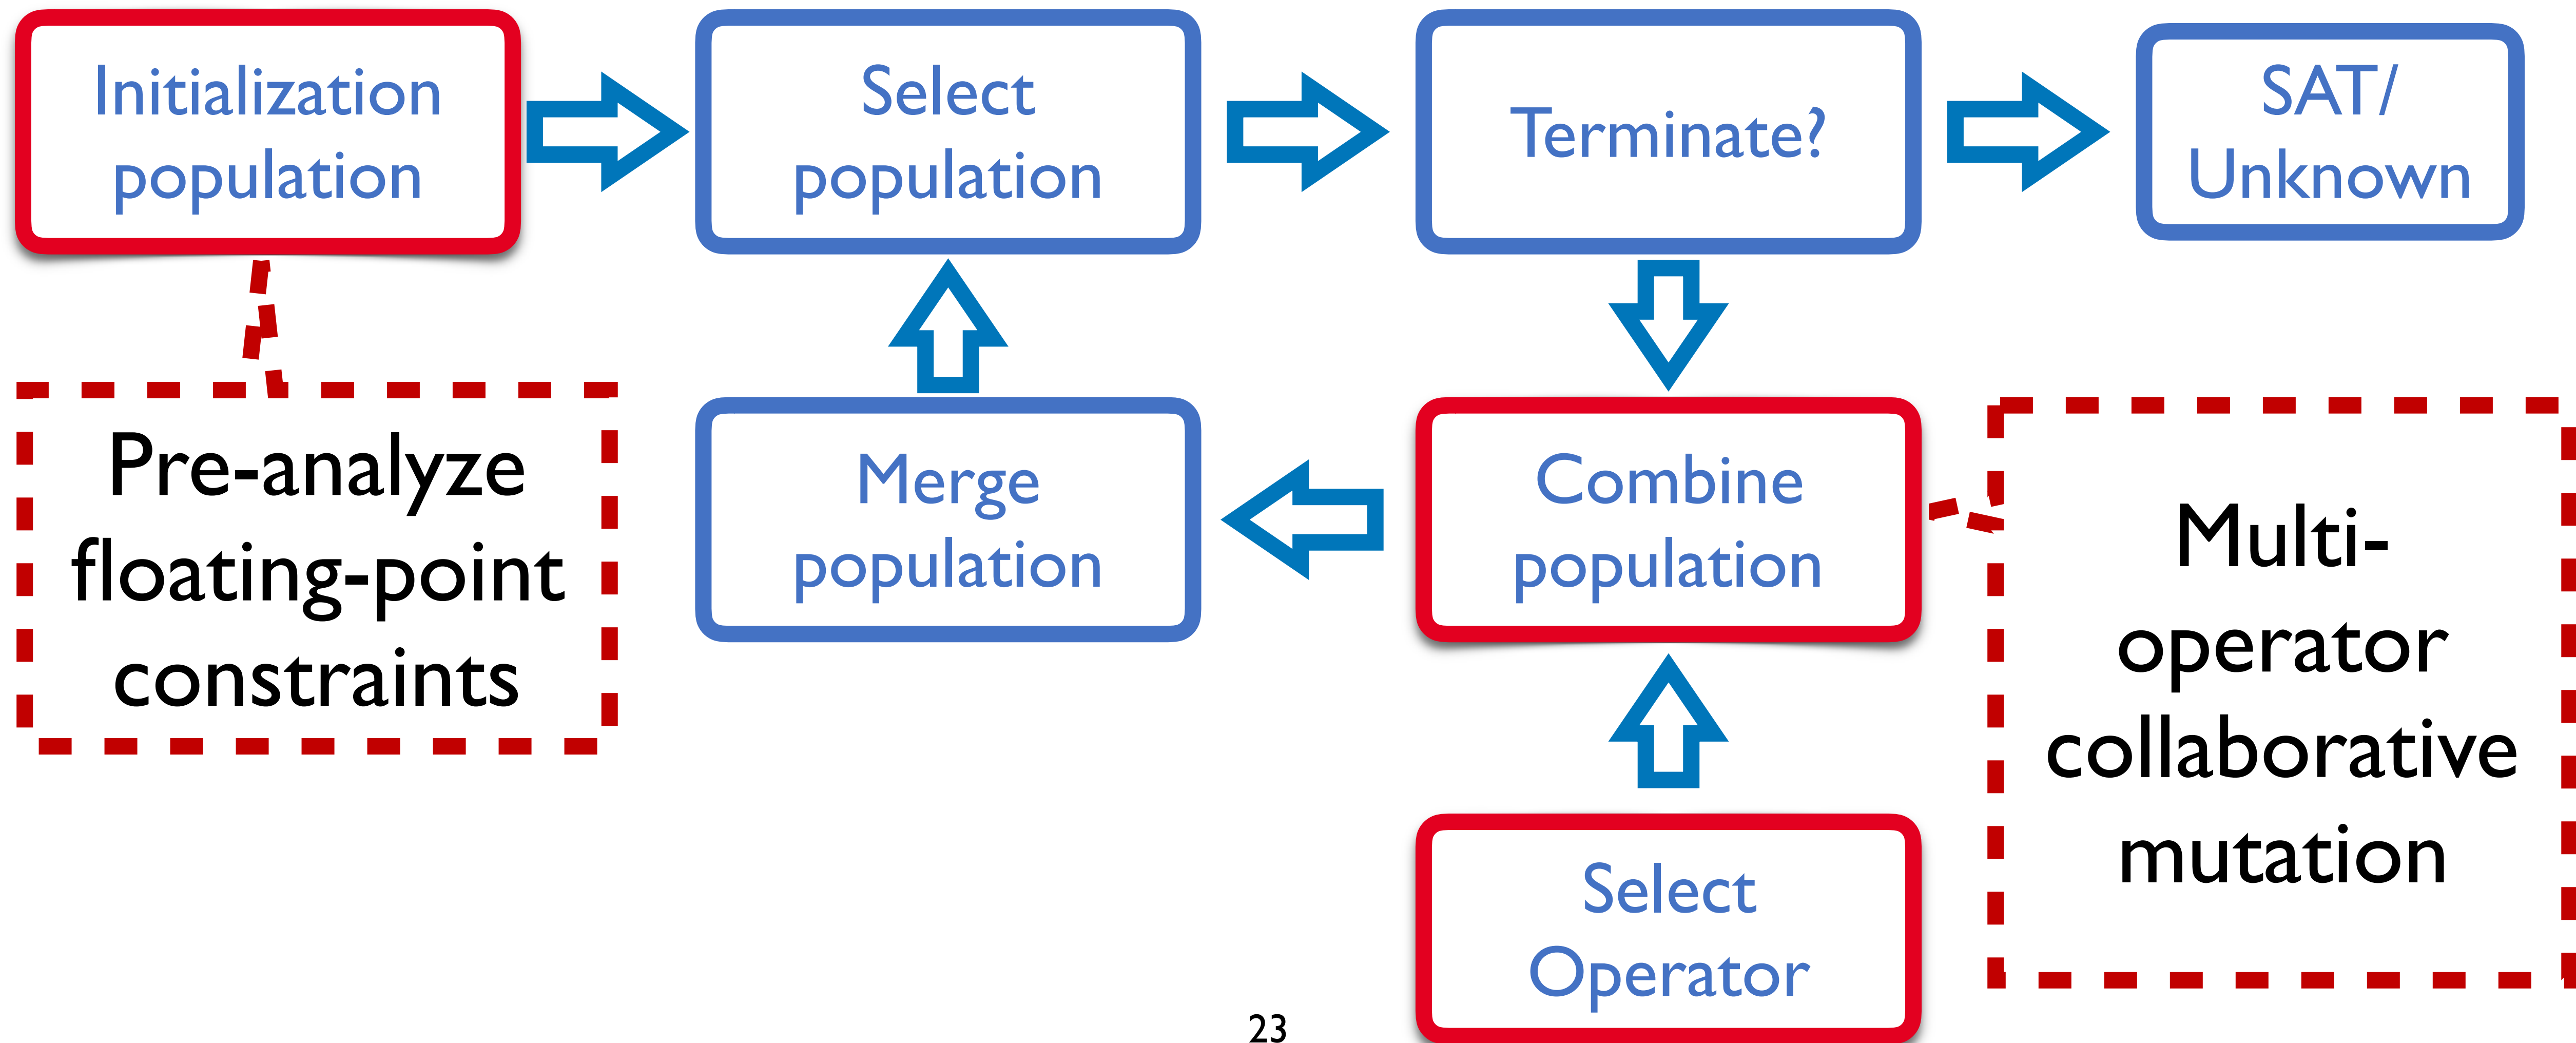 Initialization
population
Select
population
Terminate?
SAT/
Unknown
Pre-analyze
floating-point
constraints
Merge
population
Combine
population
Multi-
operator
collaborative
mutation
Select
Operator
23